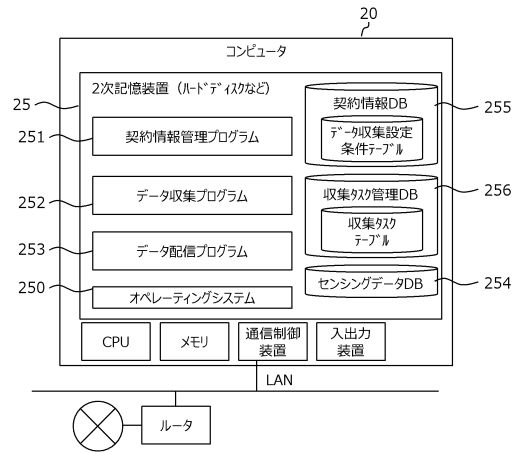 20
コンピュータ
25
2次記憶装置（ﾊｰﾄﾞﾃﾞｨｽｸなど）
251
契約情報管理プログラム
252
データ収集プログラム
253
データ配信プログラム
250
オペレーティングシステム
契約情報DB
データ収集設定
条件テーブル
255
収集タスク管理DB
収集タスク
テーブル
256
センシングデータDB
254
CPU
メモリ
通信制御
装置
入出力
装置
LAN
ルータ